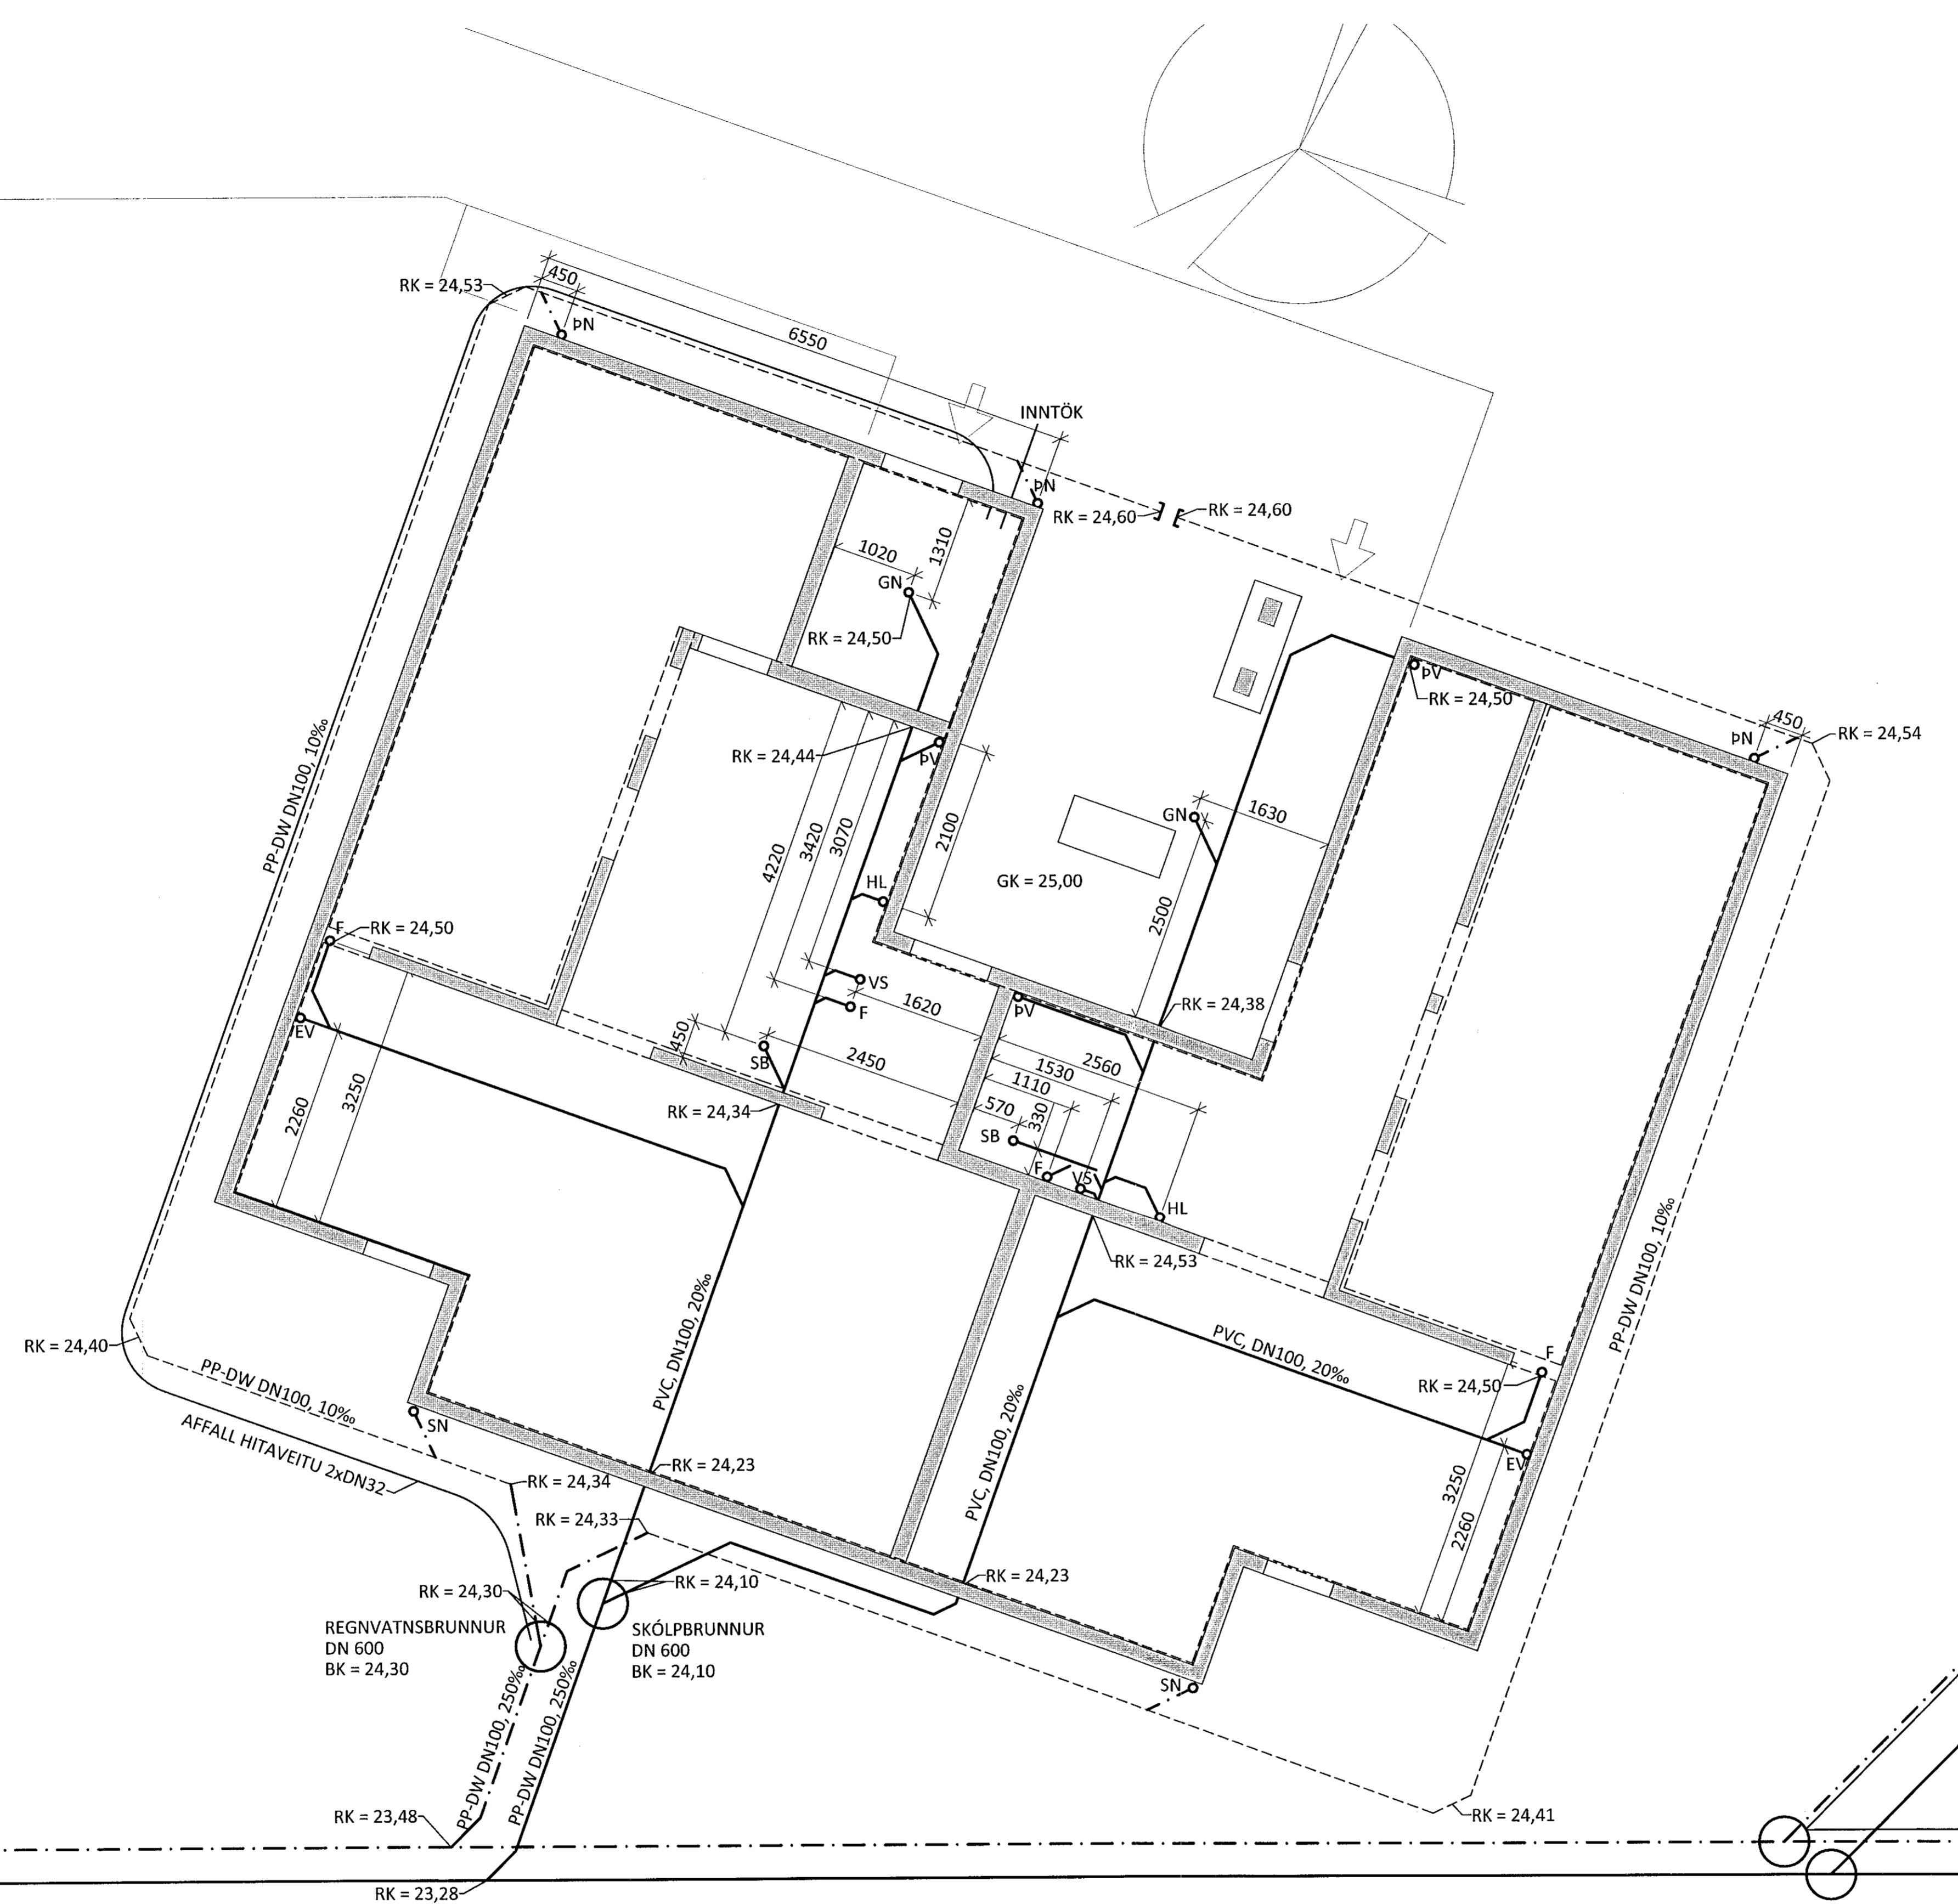 450
RK = 24,53
ÞN
6550
INNTÖK
ÞN
RK = 24,60
RK = 24,60
1020
1310
GN
RK = 24,50
ÞV
RK = 24,50
450
ÞN
RK = 24,54
PP-DW DN100, 10‰
RK = 24,44
ÞV
4220
3420
3070
2100
HL
GN
1630
GK = 25,00
2500
F
RK = 24,50
EV
VS
F
1620
ÞV
RK = 24,38
450
SB
2450
2560
1530
1110
570
330
SB
F
VS
HL
2260
3250
RK = 24,34
RK = 24,53
PP-DW DN100, 10‰
PVC, DN100, 20‰
PVC, DN100, 20‰
RK = 24,40
PP-DW DN100, 10‰
AFFALL HITAVEITU 2xDN32
SN
F
RK = 24,50
EV
3250
2260
PVC, DN100, 20‰
RK = 24,23
RK = 24,34
RK = 24,33
RK = 24,30
RK = 24,10
RK = 24,23
REGNVATNSBRUNNUR
DN 600
BK = 24,30
SKÓLPBRUNNUR
DN 600
BK = 24,10
SN
PP-DW DN100, 250‰
PP-DW DN100, 250‰
RK = 23,48
RK = 24,41
RK = 23,28